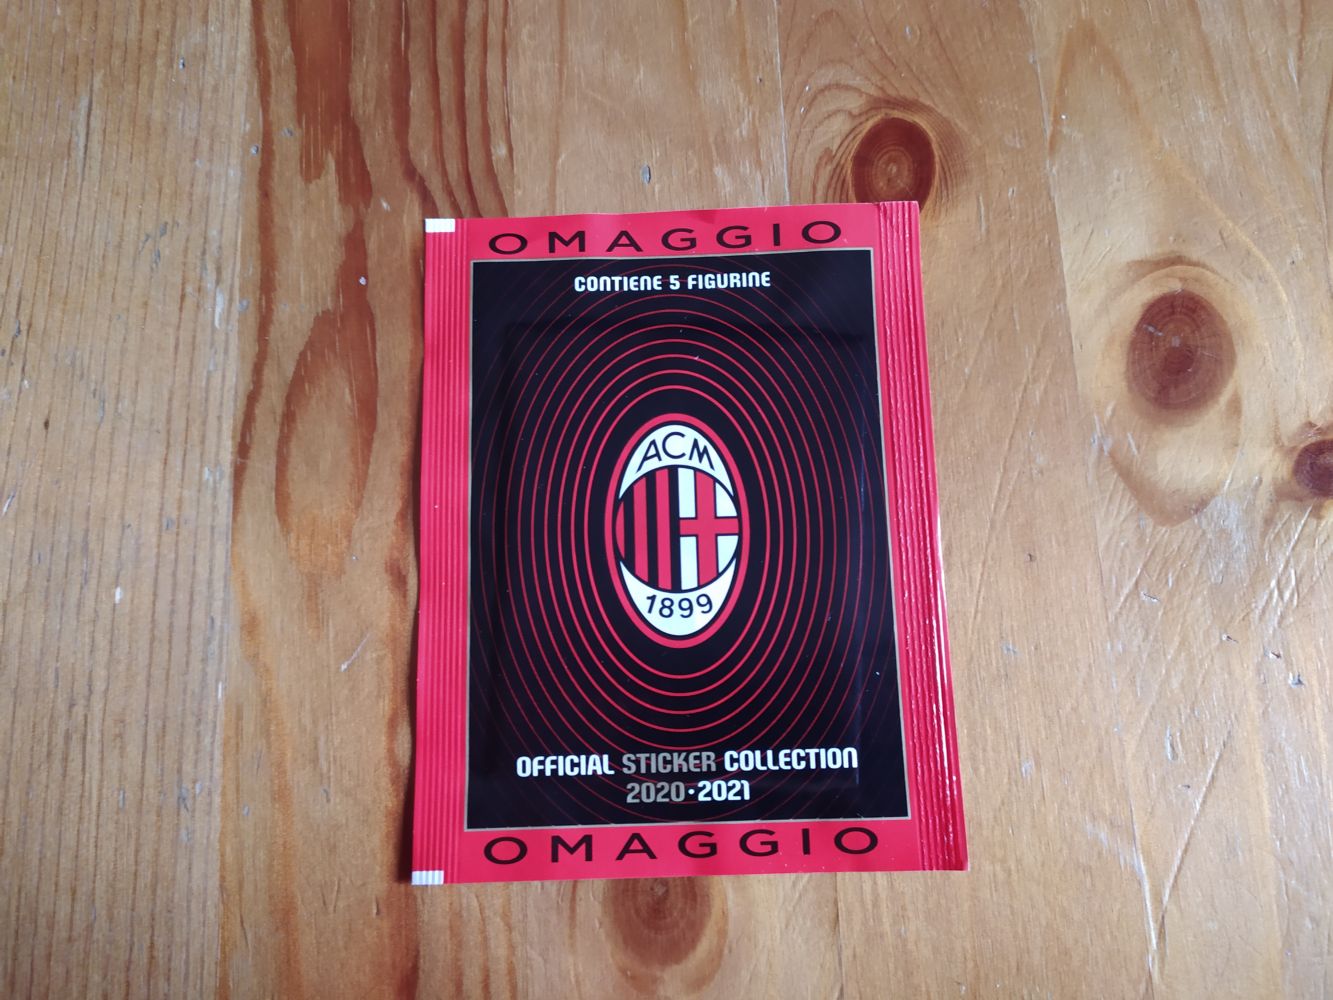 OMAGGIO
CONTIENE 5 FIGURINE
ACM
1899
OFFICIAL STICKER COLLECTION
2020·2021
OMAGGIO